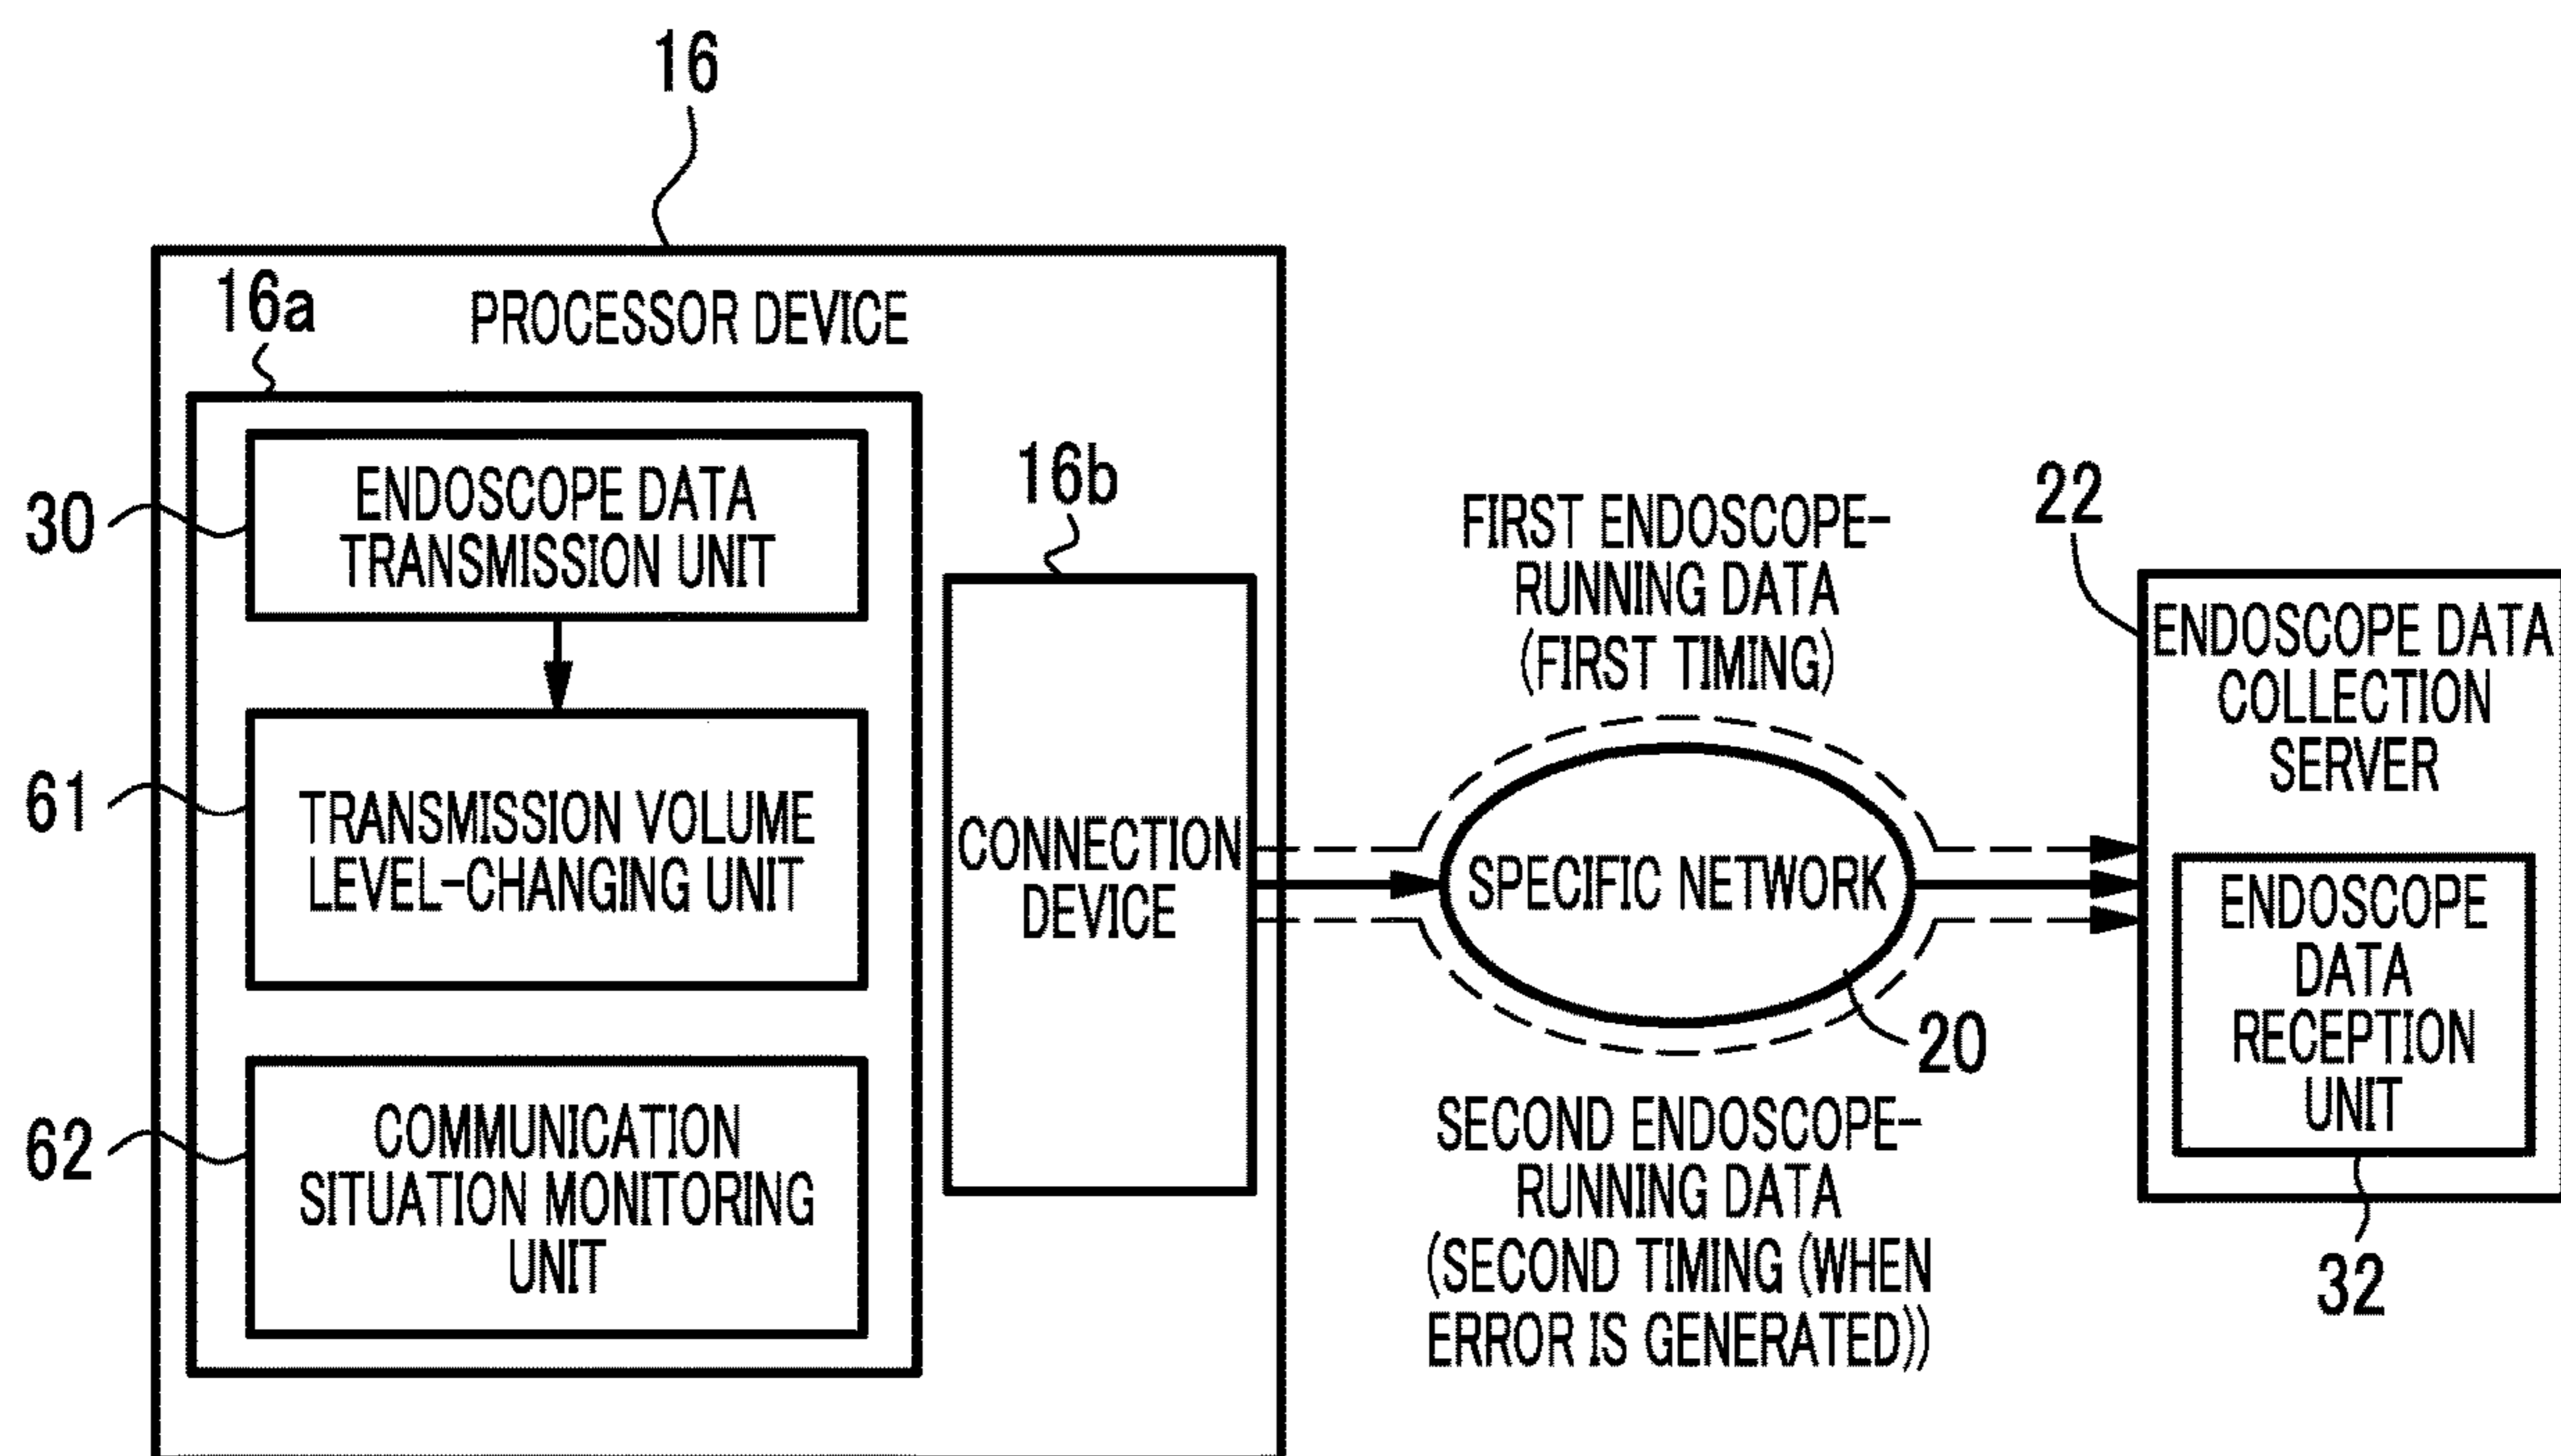 16
16a
PROCESSOR DEVICE
30
ENDOSCOPE DATA
TRANSMISSION UNIT
61
TRANSMISSION VOLUME
LEVEL-CHANGING UNIT
62
COMMUNICATION
SITUATION MONITORING
UNIT
16b
CONNECTION
DEVICE
FIRST ENDOSCOPE-
RUNNING DATA
(FIRST TIMING)
SPECIFIC NETWORK
20
SECOND ENDOSCOPE-
RUNNING DATA
(SECOND TIMING (WHEN
ERROR IS GENERATED))
22
ENDOSCOPE DATA
COLLECTION
SERVER
ENDOSCOPE
DATA
RECEPTION
UNIT
32